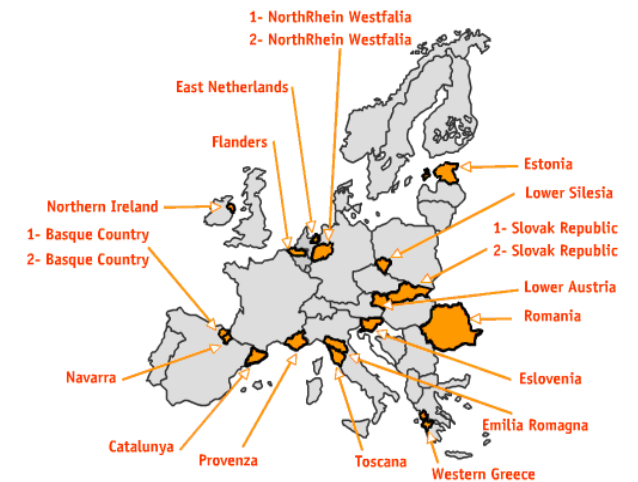 1- NorthRhein Westfalia
2- NorthRhein Westfalia
East Netherlands
Flanders
Estonia
Lower Silesia
Northern Ireland
1- Slovak Republic
2- Slovak Republic
1- Basque Country
2- Basque Country
Lower Austria
Romania
Navarra
Eslovenia
Emilia Romagna
Catalunya
Provenza
Toscana
Western Greece